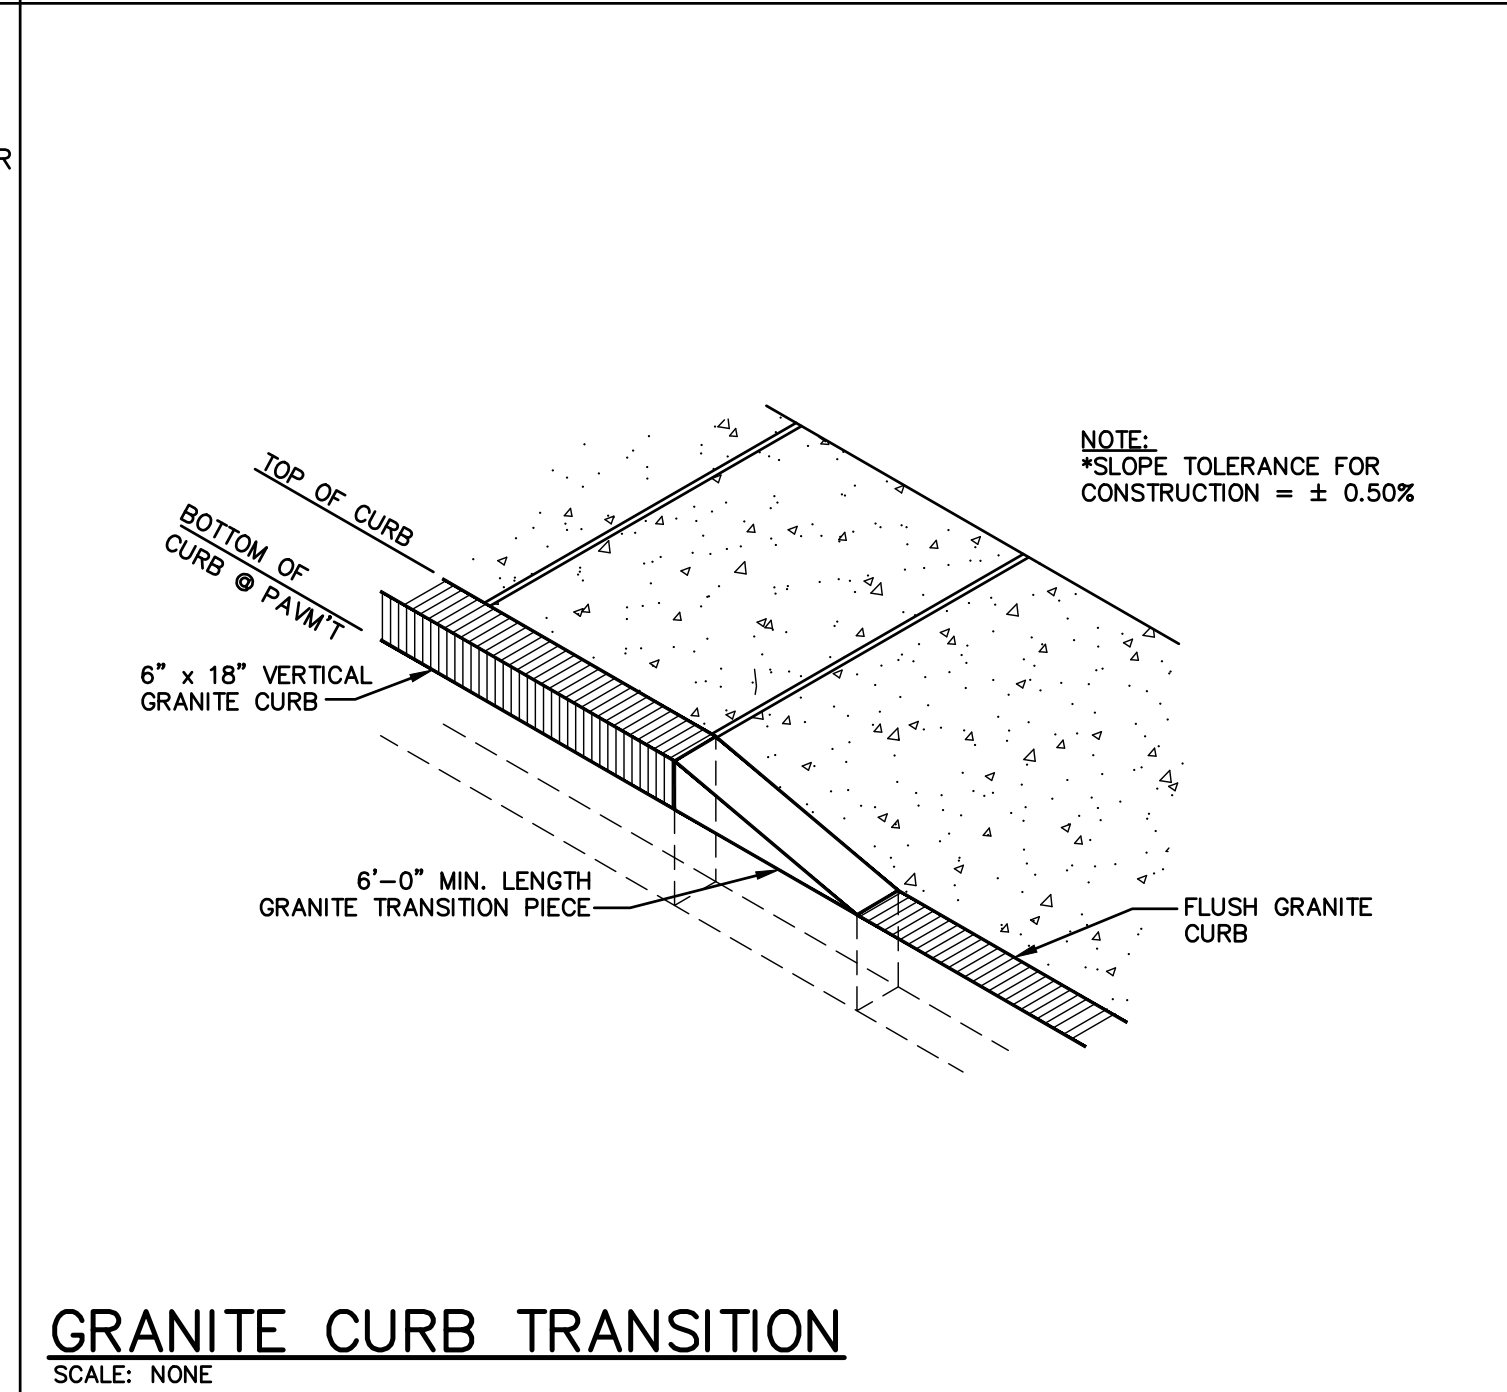 R
NOTE:
*SLOPE TOLERANCE FOR
CONSTRUCTION = ± 0.50%
TOP OF CURB
BOTTOM OF
CURB @ PAVM'T
6" x 18" VERTICAL
GRANITE CURB
6'-0" MIN. LENGTH
GRANITE TRANSITION PIECE
FLUSH GRANITE
CURB
GRANITE CURB TRANSITION
SCALE: NONE